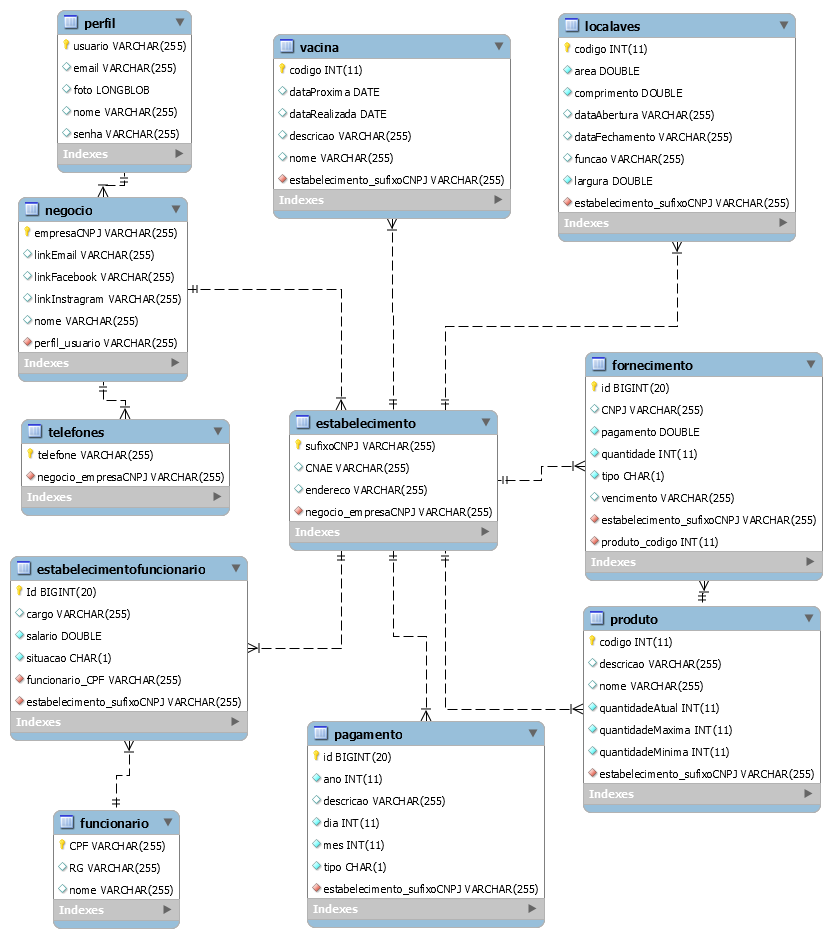 perfil
usuario VARCHAR(255)
email VARCHAR(255)
foto LONGBLOB
nome VARCHAR(255)
senha VARCHAR(255)
Indexes
vacina
codigo INT(11)
dataProxima DATE
dataRealizada DATE
descricao VARCHAR(255)
nome VARCHAR(255)
estabelecimento_sufixoCNPJ VARCHAR(255)
Indexes
localaves
codigo INT(11)
area DOUBLE
comprimento DOUBLE
dataAbertura VARCHAR(255)
dataFechamento VARCHAR(255)
funcao VARCHAR(255)
largura DOUBLE
estabelecimento_sufixoCNPJ VARCHAR(255)
Indexes
negocio
empresaCNPJ VARCHAR(255)
linkEmail VARCHAR(255)
linkFacebook VARCHAR(255)
linkInstragram VARCHAR(255)
nome VARCHAR(255)
perfil_usuario VARCHAR(255)
Indexes
telefones
telefone VARCHAR(255)
negocio_empresaCNPJ VARCHAR(255)
Indexes
estabelecimento
sufixoCNPJ VARCHAR(255)
CNAE VARCHAR(255)
endereco VARCHAR(255)
negocio_empresaCNPJ VARCHAR(255)
Indexes
fornecimento
id BIGINT(20)
CNPJ VARCHAR(255)
pagamento DOUBLE
quantidade INT(11)
tipo CHAR(1)
vencimento VARCHAR(255)
estabelecimento_sufixoCNPJ VARCHAR(255)
produto_codigo INT(11)
Indexes
estabelecimentofuncionario
Id BIGINT(20)
cargo VARCHAR(255)
salario DOUBLE
situacao CHAR(1)
funcionario_CPF VARCHAR(255)
estabelecimento_sufixoCNPJ VARCHAR(255)
Indexes
produto
codigo INT(11)
descricao VARCHAR(255)
nome VARCHAR(255)
quantidadeAtual INT(11)
quantidadeMaxima INT(11)
quantidadeMinima INT(11)
estabelecimento_sufixoCNPJ VARCHAR(255)
Indexes
pagamento
id BIGINT(20)
ano INT(11)
descricao VARCHAR(255)
dia INT(11)
mes INT(11)
tipo CHAR(1)
estabelecimento_sufixoCNPJ VARCHAR(255)
Indexes
funcionario
CPF VARCHAR(255)
RG VARCHAR(255)
nome VARCHAR(255)
Indexes